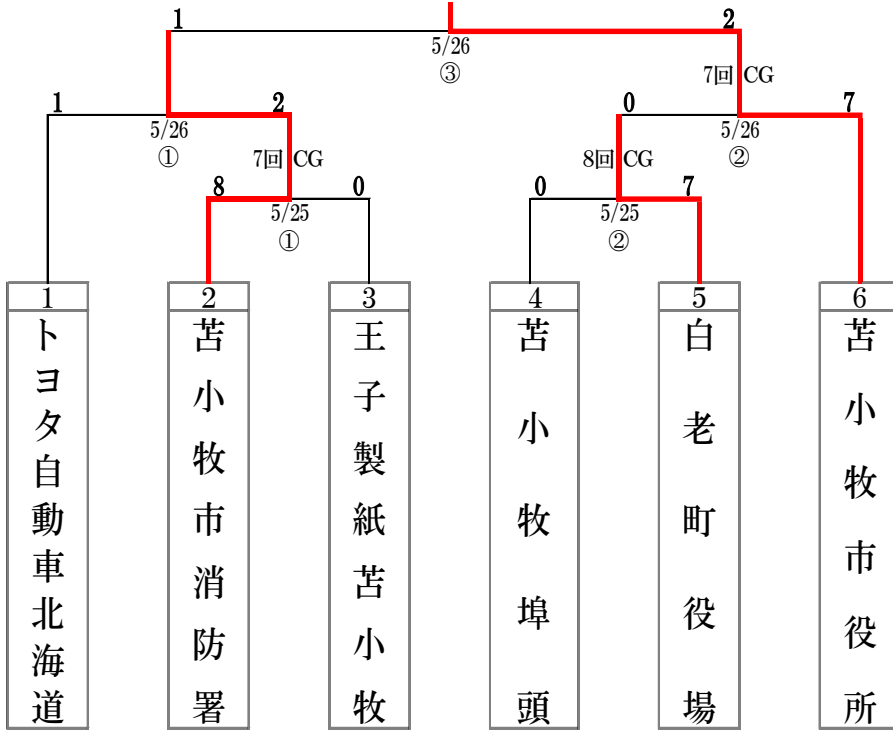 1 2
5/26
③
7回 CG
1 2 0 7
5/26 5/26
① ②
7回 CG 8回 CG
8 0 0 7
5/25 5/25
① ②
1 2 3 4 5 6
トヨタ自動車北海道
苫小牧市消防署
王子製紙苫小牧
苫小牧埠頭
白老町役場
苫小牧市役所